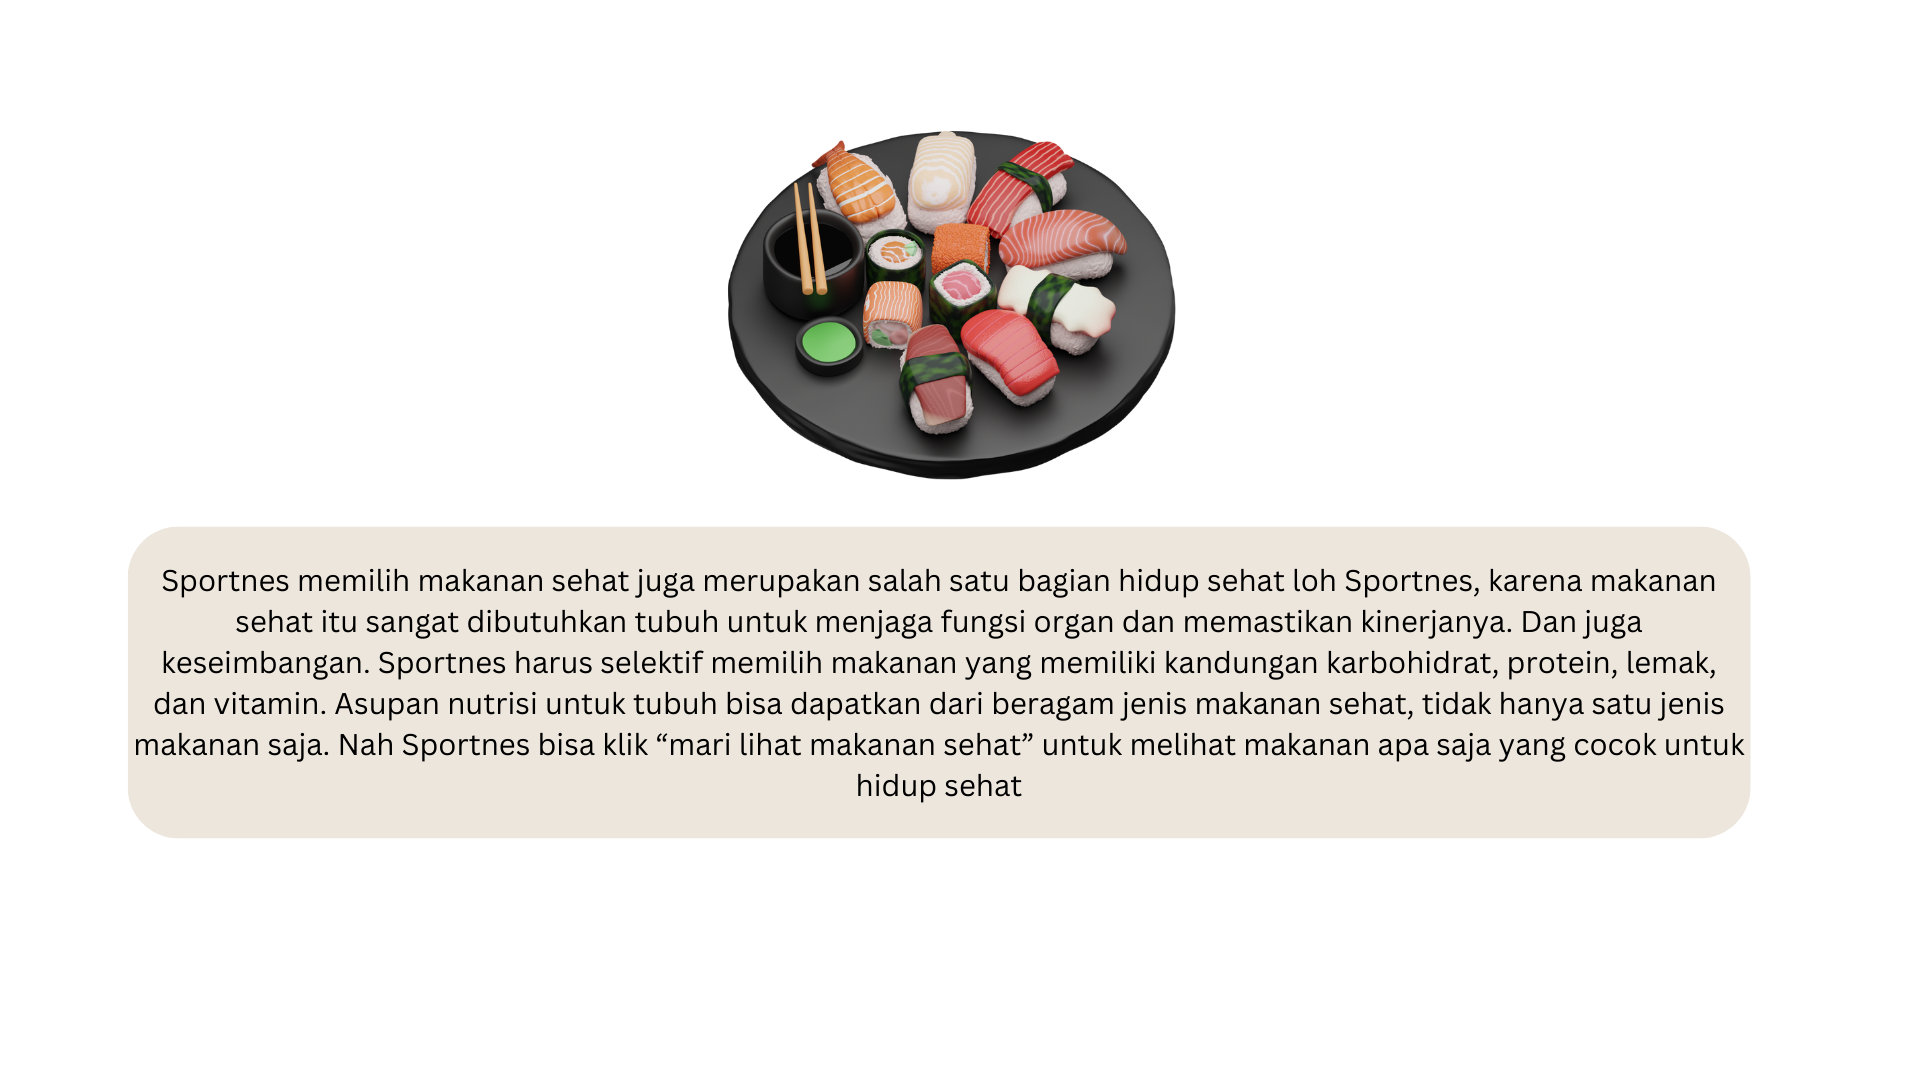 Sportnes memilih makanan sehat juga merupakan salah satu bagian hidup sehat loh Sportnes, karena makanan
sehat itu sangat dibutuhkan tubuh untuk menjaga fungsi organ dan memastikan kinerjanya. Dan juga
keseimbangan. Sportnes harus selektif memilih makanan yang memiliki kandungan karbohidrat, protein, lemak,
dan vitamin. Asupan nutrisi untuk tubuh bisa dapatkan dari beragam jenis makanan sehat, tidak hanya satu jenis
makanan saja. Nah Sportnes bisa klik “mari lihat makanan sehat” untuk melihat makanan apa saja yang cocok untuk
hidup sehat